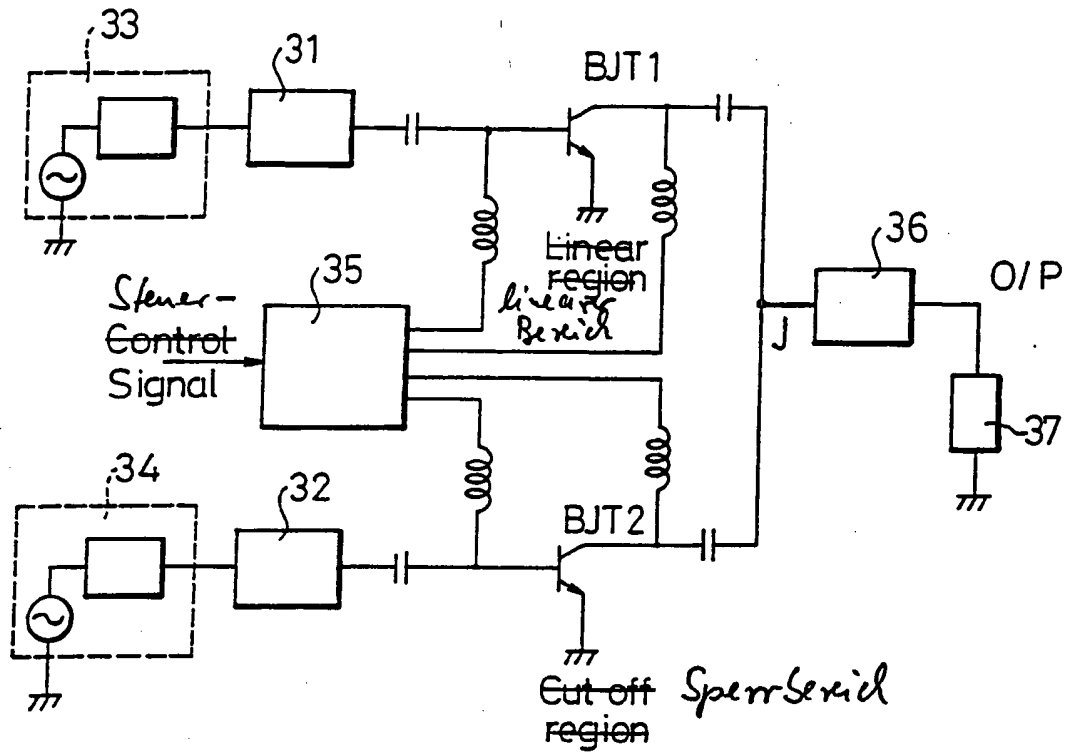 33
31
BJT1
Linear
region
linearer
Bereich
35
Steuer-
Control
Signal
36
O/P
J
37
34
32
BJT2
Cut off
region
Sperrbereich